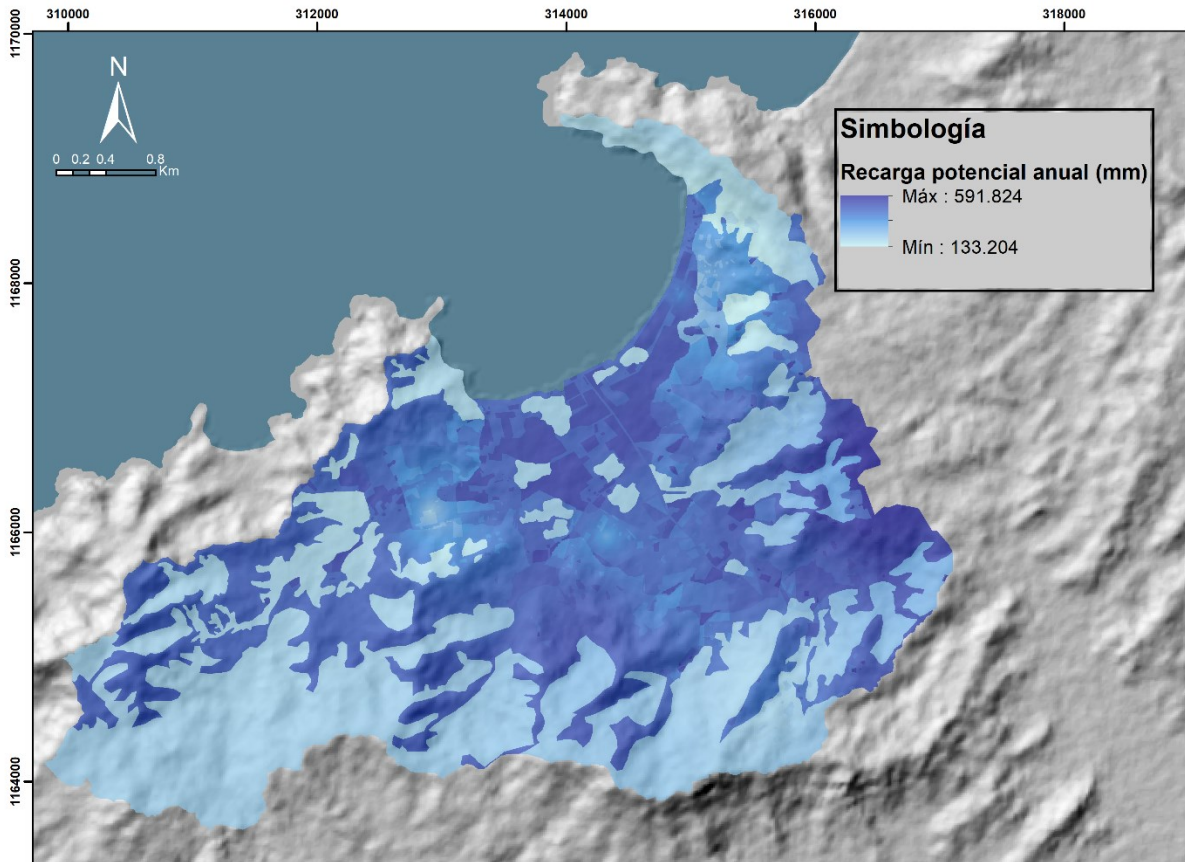 310000 312000 314000 316000 318000
1170000
1168000
1166000
1164000
N
0 0.2 0.4 0.8
Km
Simbología
Recarga potencial anual (mm)
Máx : 591.824
Mín : 133.204